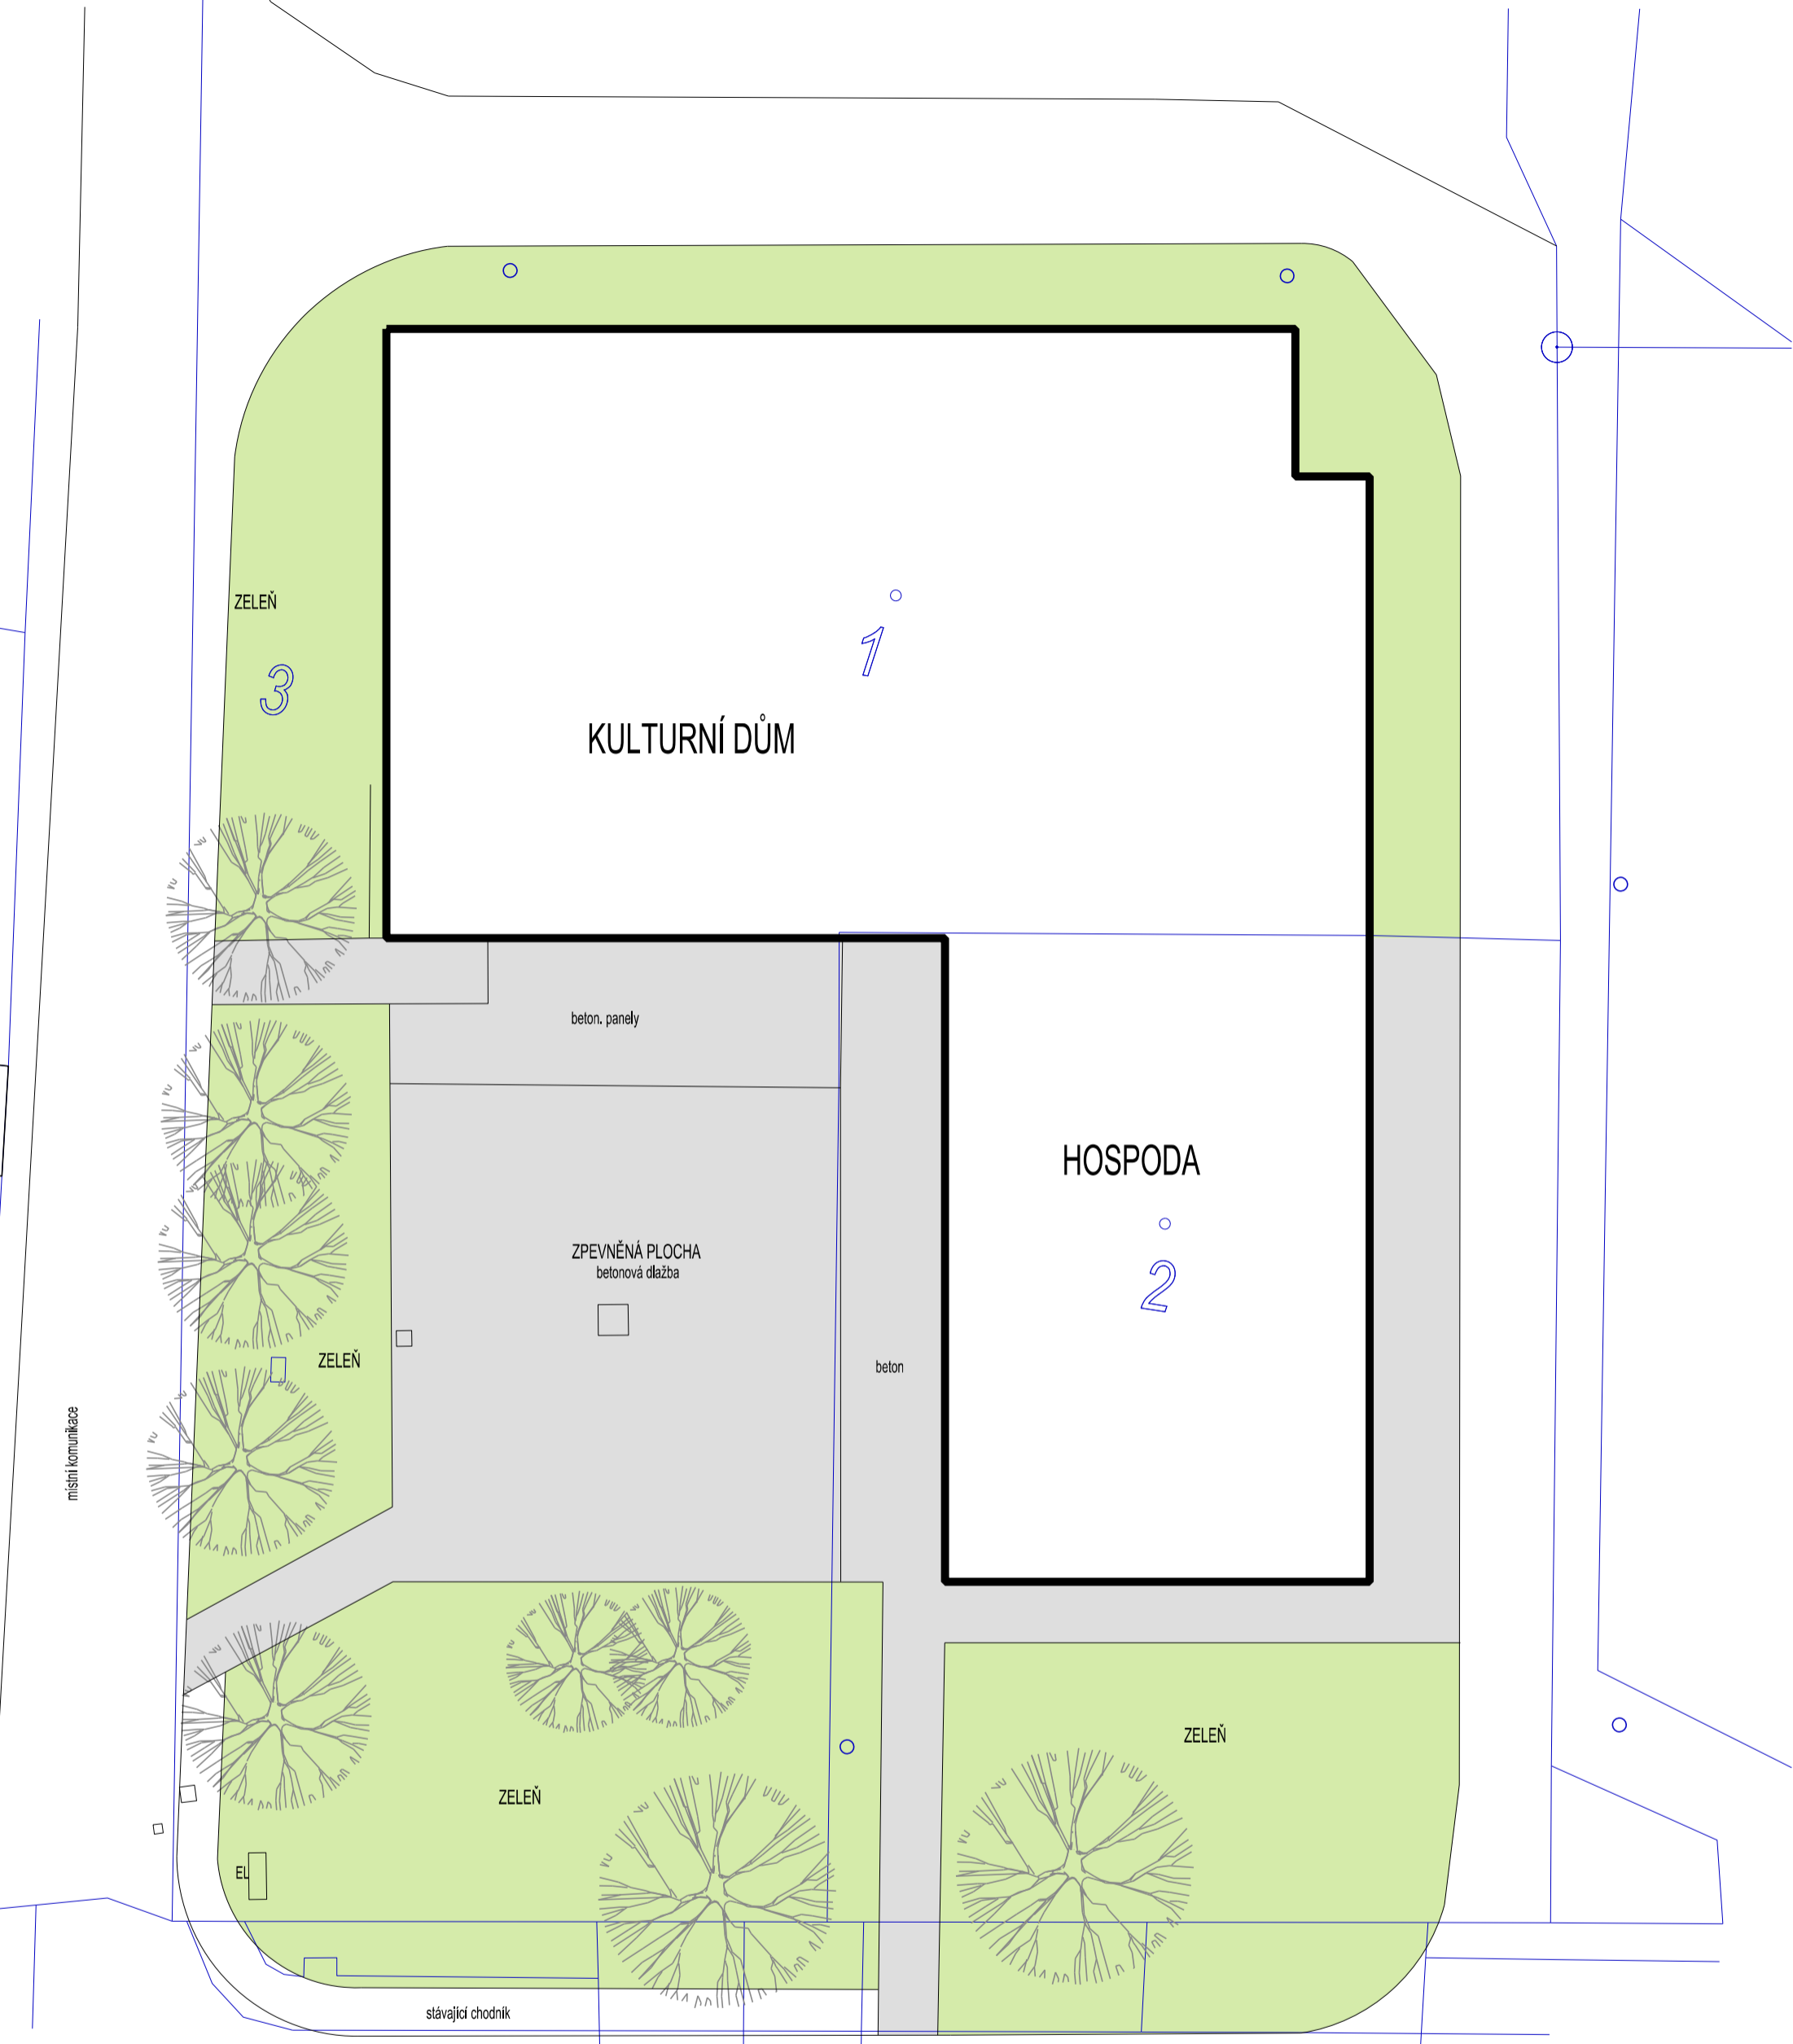 ZELEŇ
1
3
KULTURNÍ DŮM
beton. panely
HOSPODA
ZPEVNĚNÁ PLOCHA
betonová dlažba
2
ZELEŇ
beton
místní komunikace
ZELEŇ
ZELEŇ
EL
stávající chodník